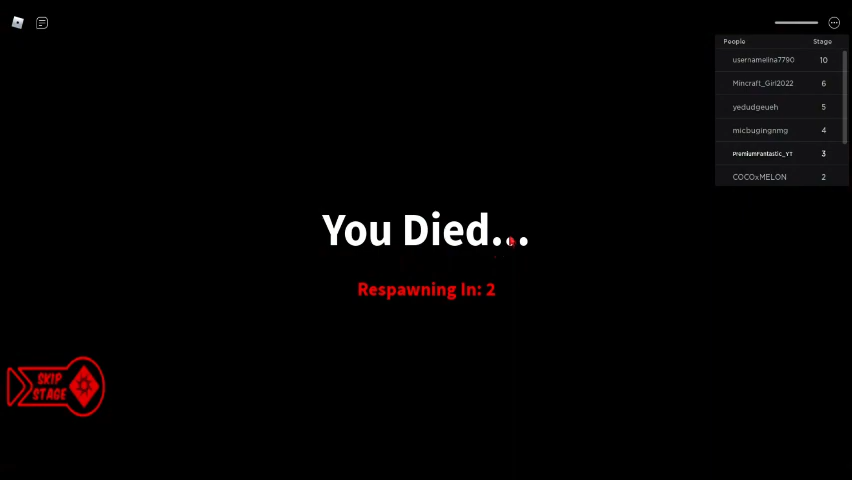 People Stage
usernamelina7790 10
Mincraft_Girl2022 6
yedudgeueh 5
micbugingnmg 4
PremiumFantastic_YT 3
COCOxMELON 2
You Died...
Respawning In: 2
SKIP
STAGE